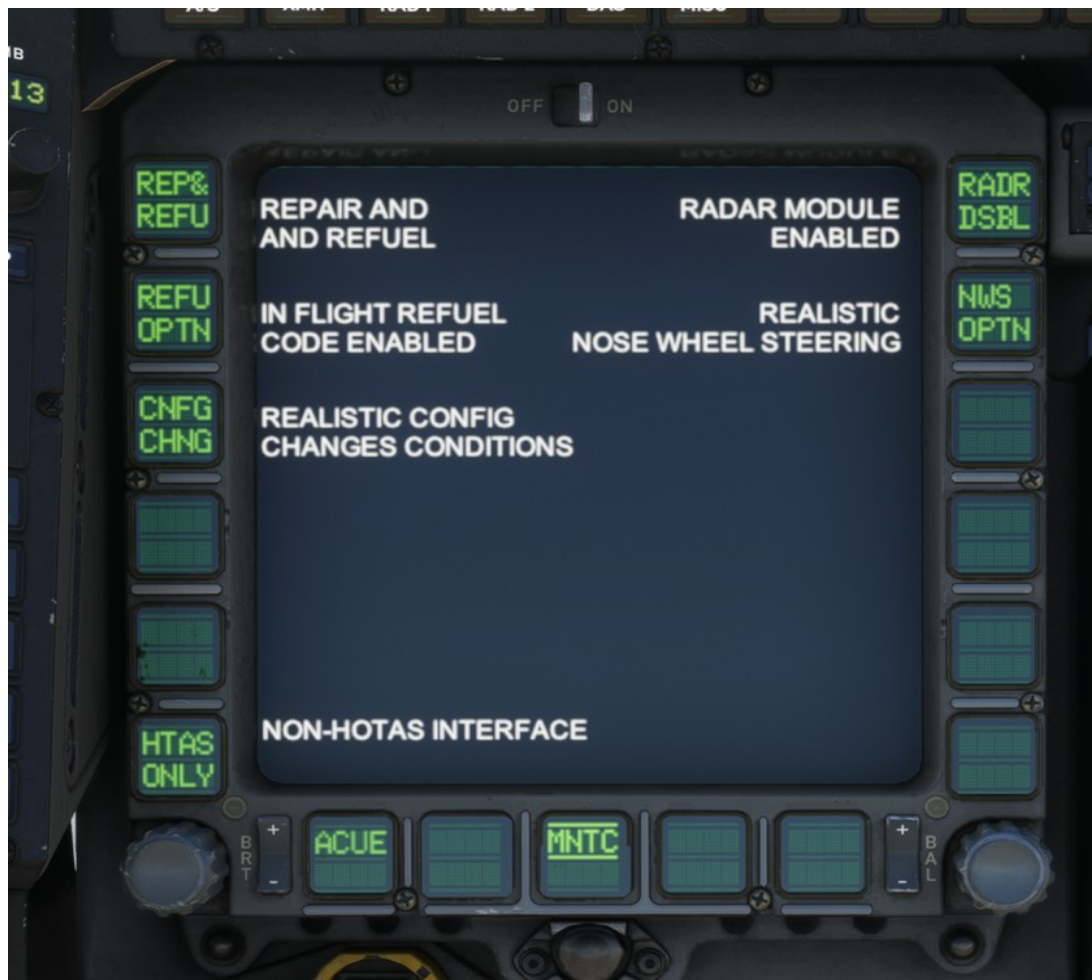 13
OFF ON
REP&
REFU
REPAIR AND
AND REFUEL
RADAR MODULE
ENABLED
RADR
DSBL
REFU
OPTN
IN FLIGHT REFUEL
CODE ENABLED
REALISTIC
NOSE WHEEL STEERING
NWS
OPTN
CNFG
CHNG
REALISTIC CONFIG
CHANGES CONDITIONS
HTAS
ONLY
NON-HOTAS INTERFACE
BRT
+
-
ACUE
MNTC
+
-
BAL